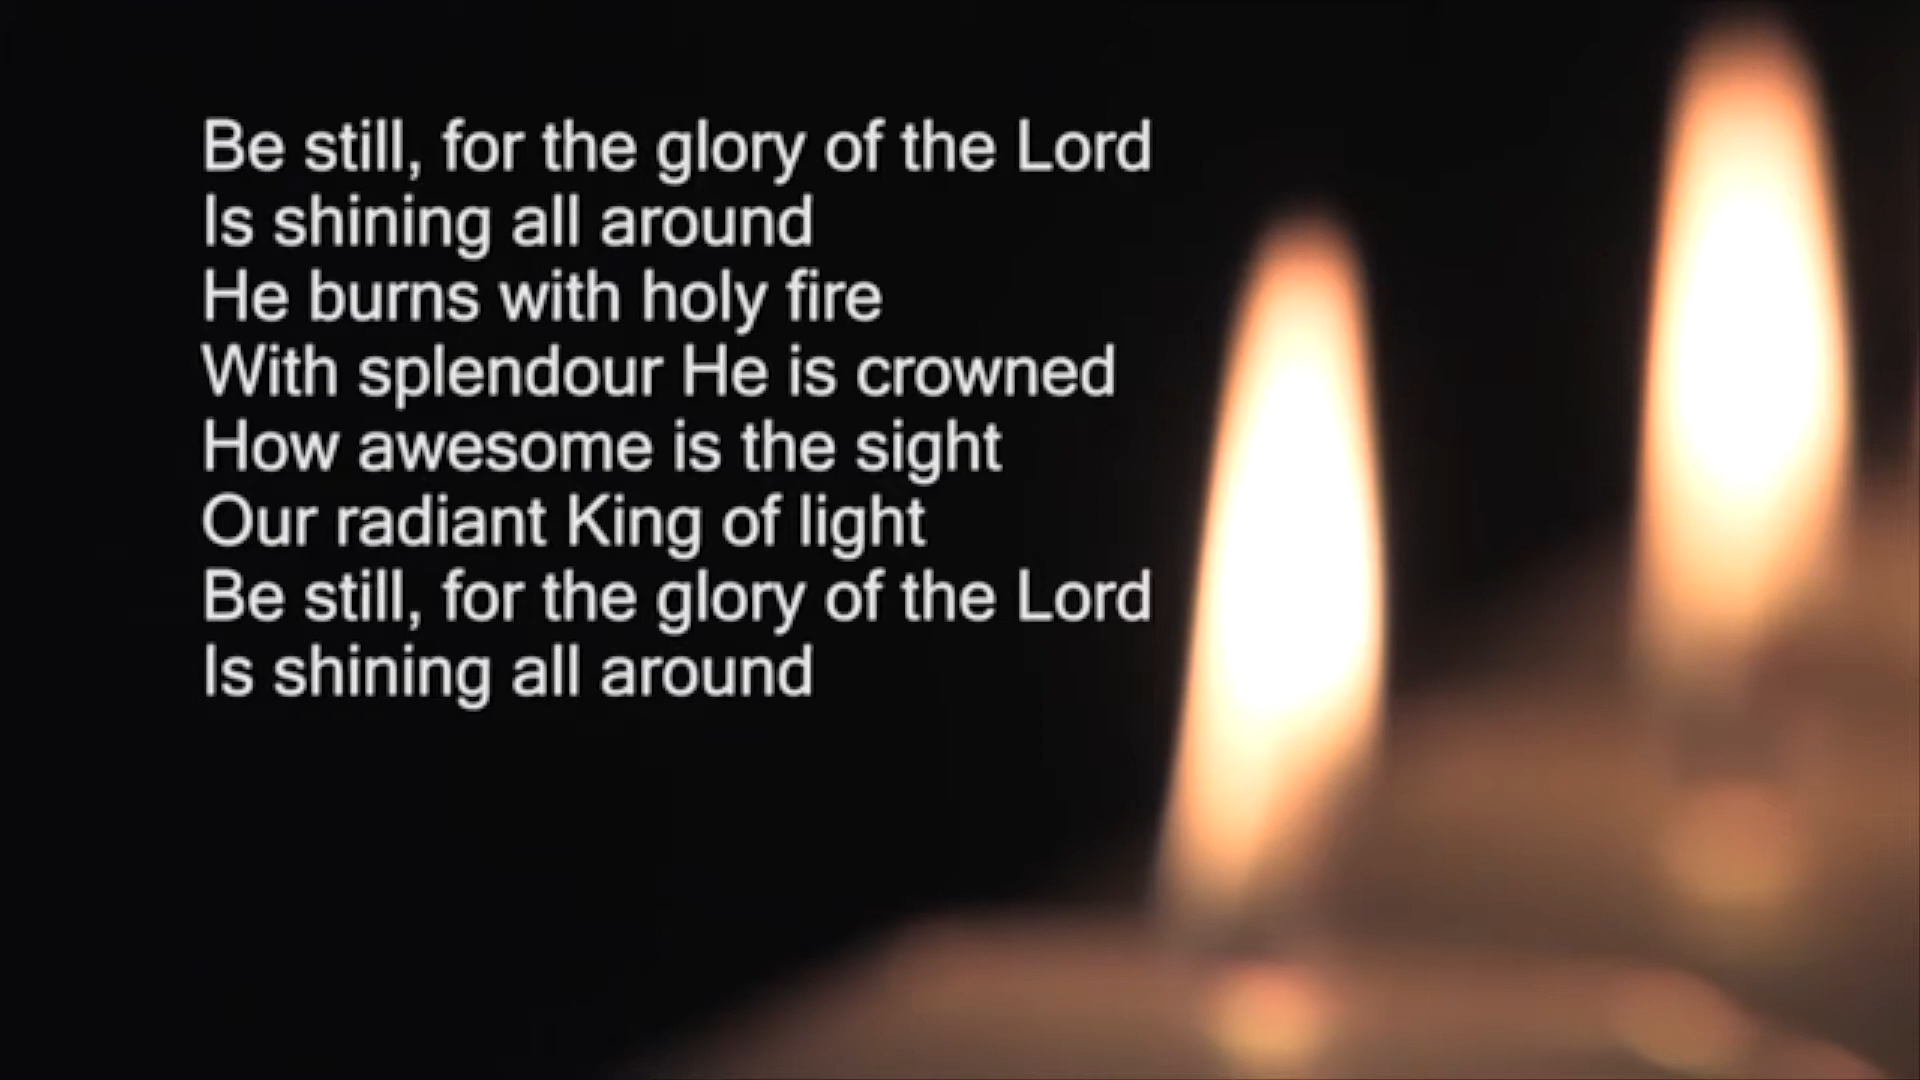 Be still, for the glory of the Lord
Is shining all around
He burns with holy fire
With splendour He is crowned
How awesome is the sight
Our radiant King of light
Be still, for the glory of the Lord
Is shining all around